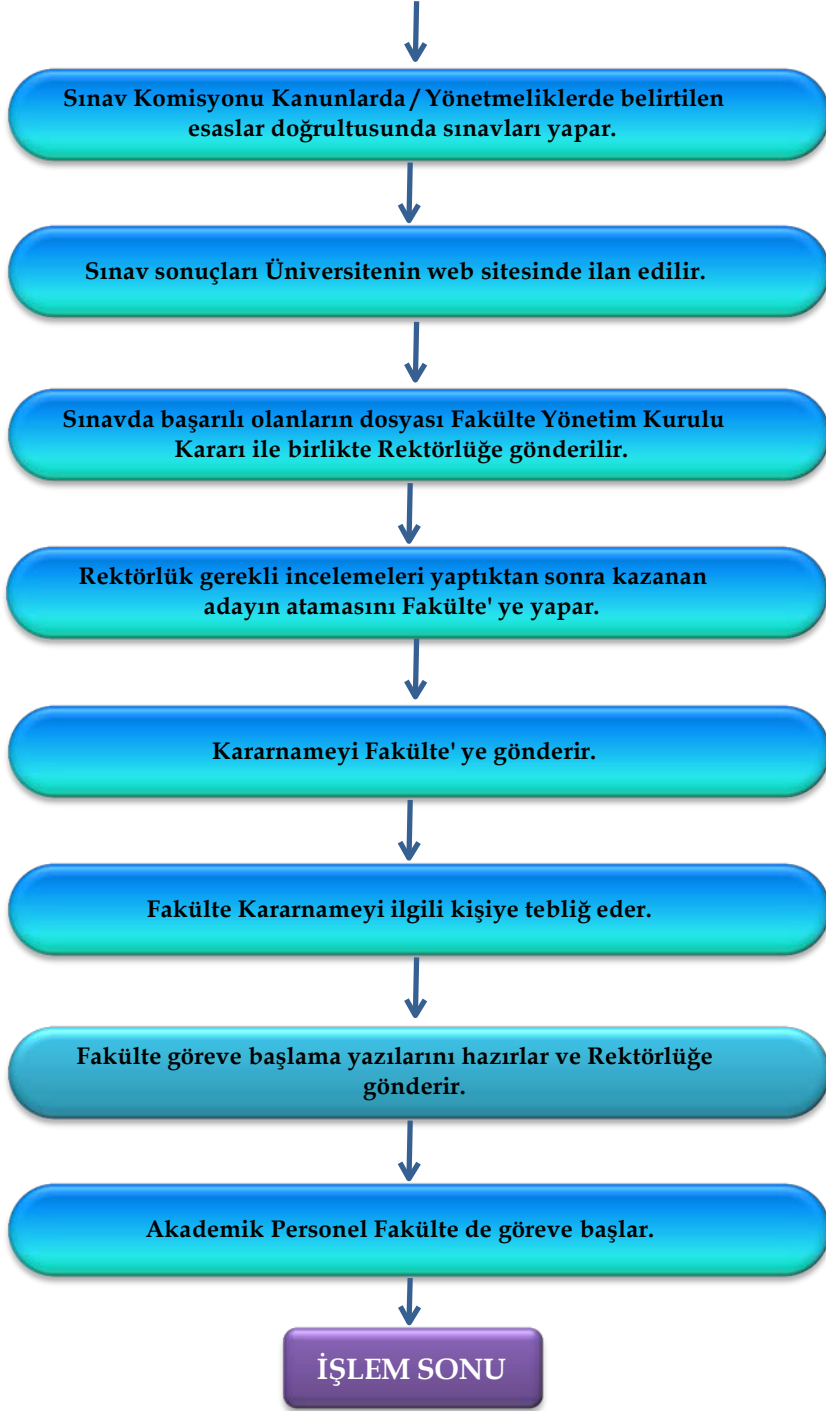 Sınav Komisyonu Kanunlarda / Yönetmeliklerde belirtilen
esaslar doğrultusunda sınavları yapar.
Sınav sonuçları Üniversitenin web sitesinde ilan edilir.
Sınavda başarılı olanların dosyası Fakülte Yönetim Kurulu
Kararı ile birlikte Rektörlüğe gönderilir.
Rektörlük gerekli incelemeleri yaptıktan sonra kazanan
adayın atamasını Fakülte' ye yapar.
Kararnameyi Fakülte' ye gönderir.
Fakülte Kararnameyi ilgili kişiye tebliğ eder.
Fakülte göreve başlama yazılarını hazırlar ve Rektörlüğe
gönderir.
Akademik Personel Fakülte de göreve başlar.
İŞLEM SONU